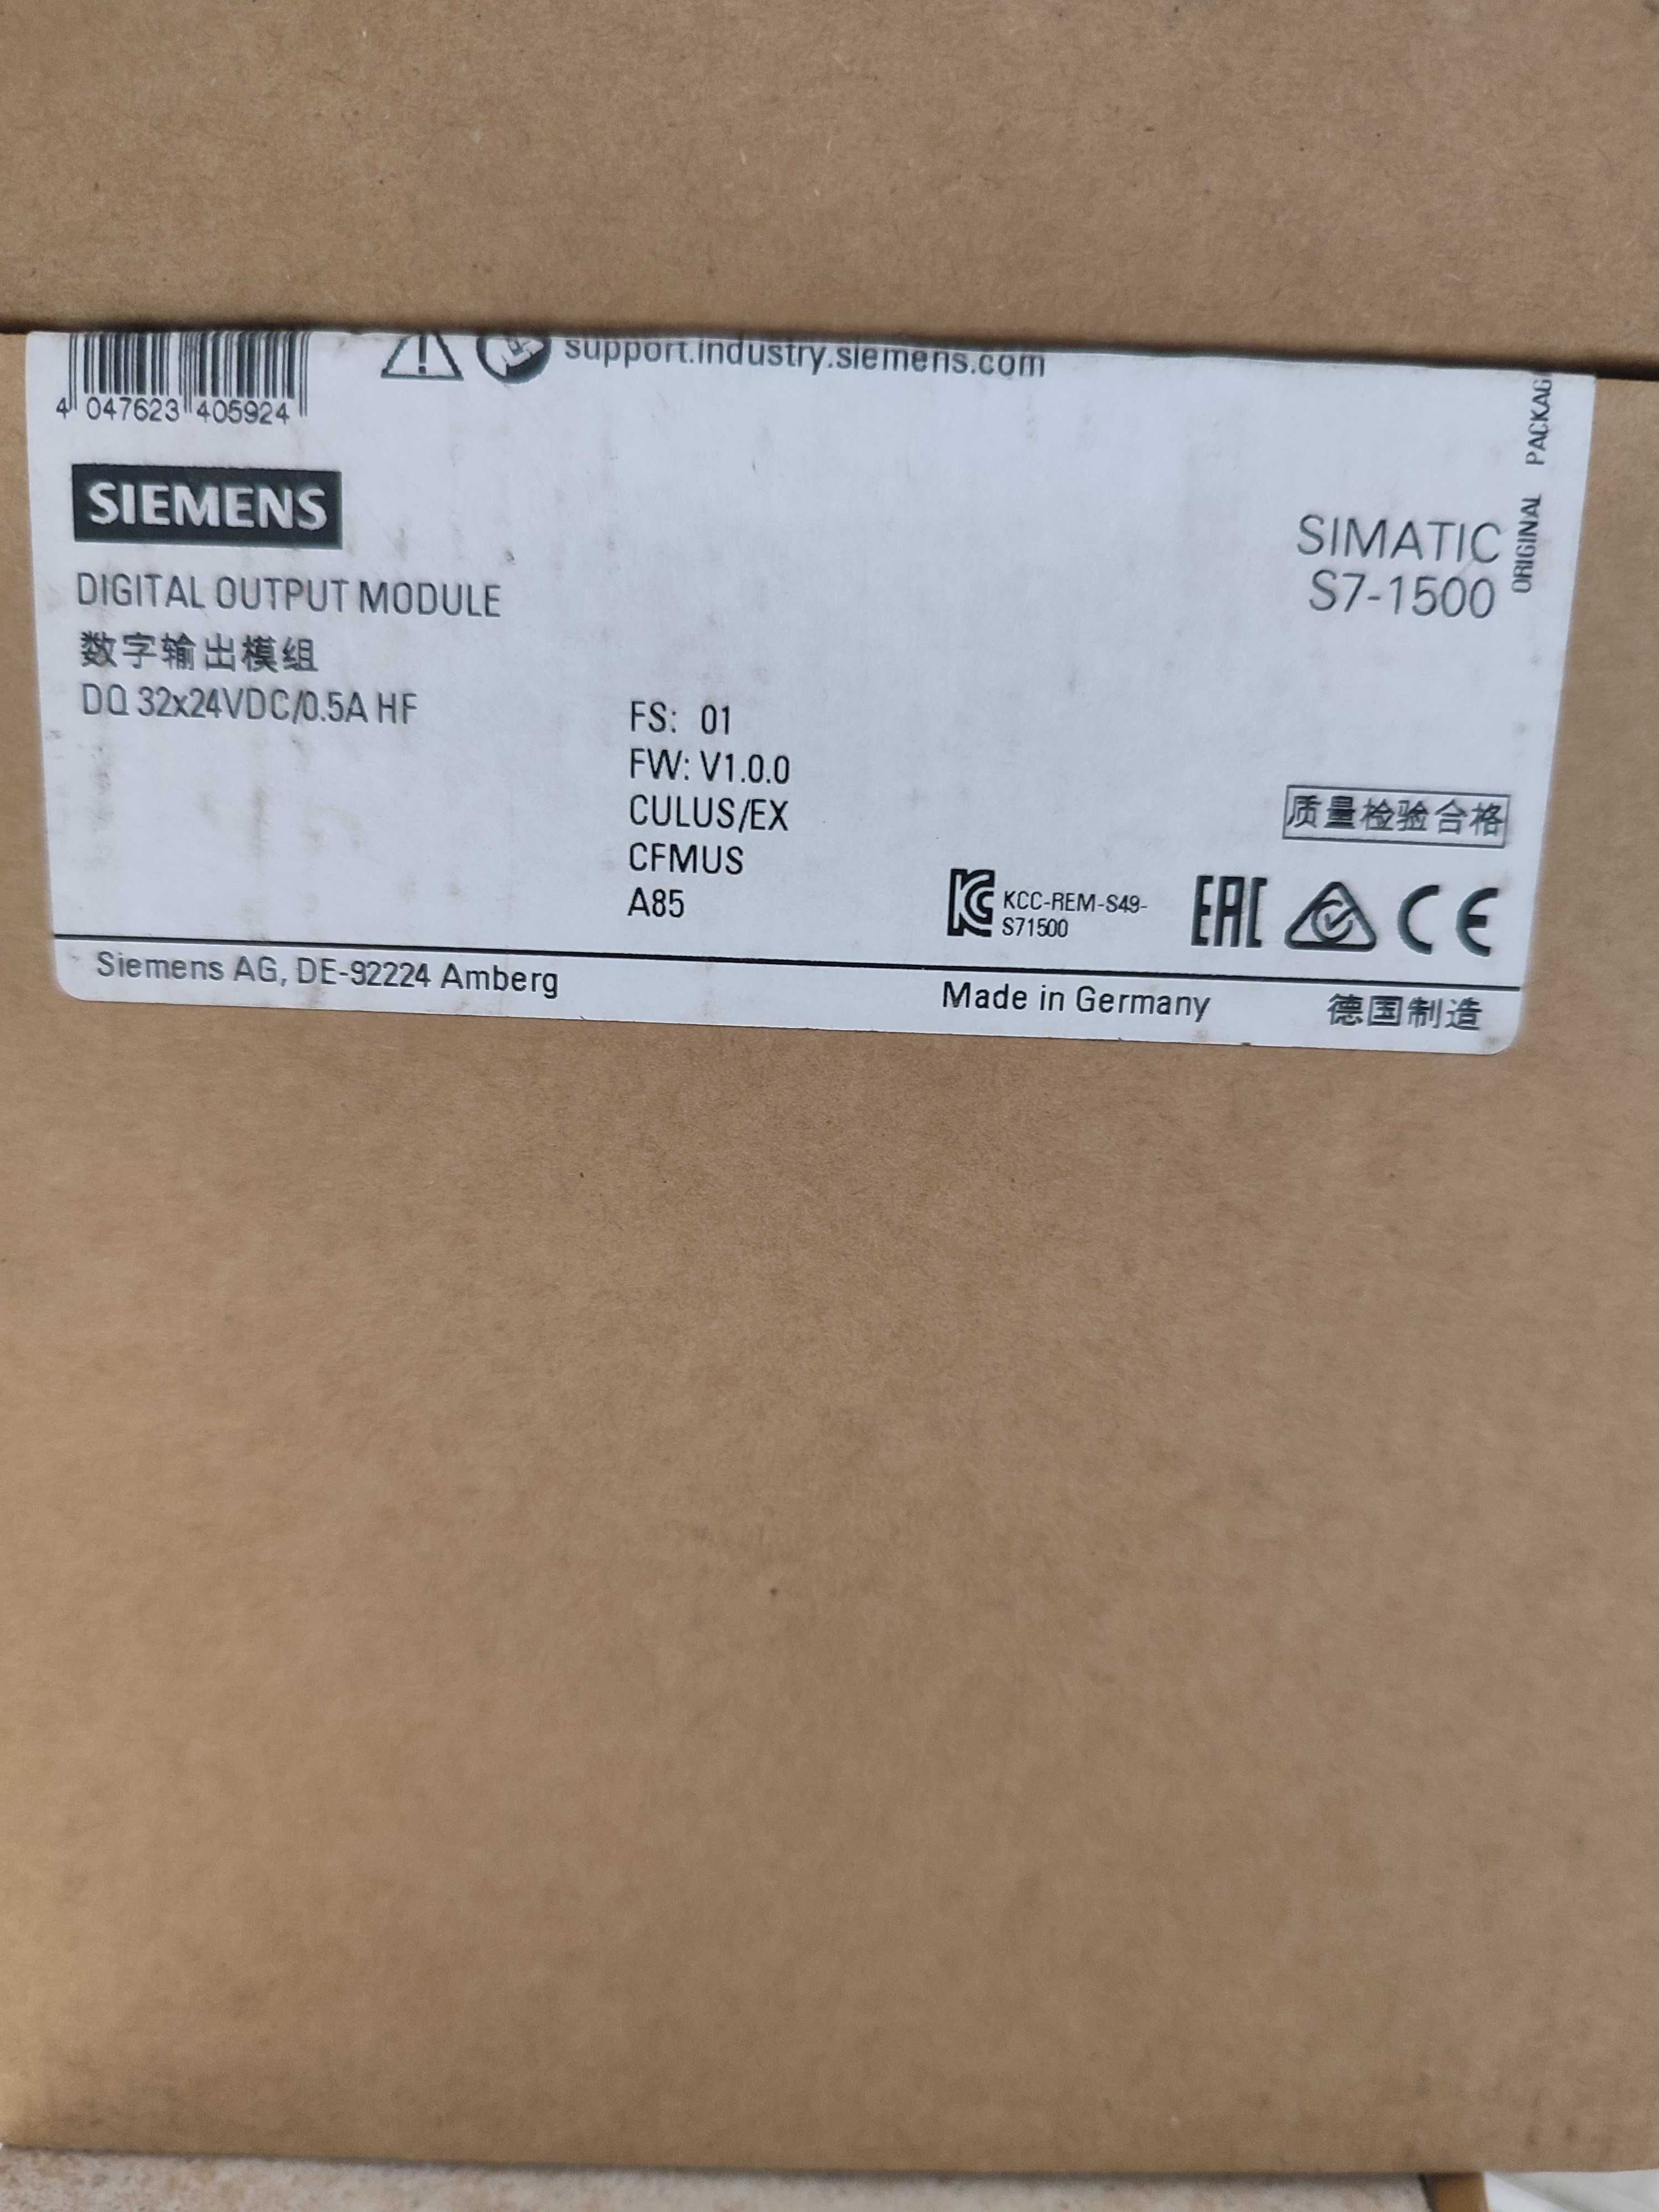 support.industry.siemens.com
4 047623 405924
ORIGINAL PACKAG
SIEMENS
SIMATIC
S7-1500
DIGITAL OUTPUT MODULE
数字输出模组
DQ 32x24VDC/0.5A HF
FS: 01
FW: V1.0.0
CULUS/EX
CFMUS
A85
质量检验合格
KCC-REM-S49-
S71500
EAC
CE
Siemens AG, DE-92224 Amberg
Made in Germany
德国制造